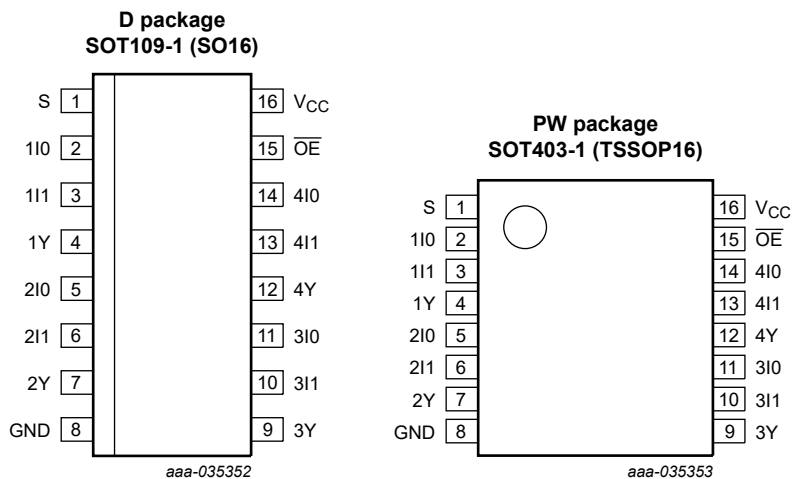 D package
SOT109-1 (SO16)
S 1 16 VCC
1I0 2 15 OE
1I1 3 14 4I0
1Y 4 13 4I1
2I0 5 12 4Y
2I1 6 11 3I0
2Y 7 10 3I1
GND 8 9 3Y
aaa-035352
PW package
SOT403-1 (TSSOP16)
S 1 16 VCC
1I0 2 15 OE
1I1 3 14 4I0
1Y 4 13 4I1
2I0 5 12 4Y
2I1 6 11 3I0
2Y 7 10 3I1
GND 8 9 3Y
aaa-035353